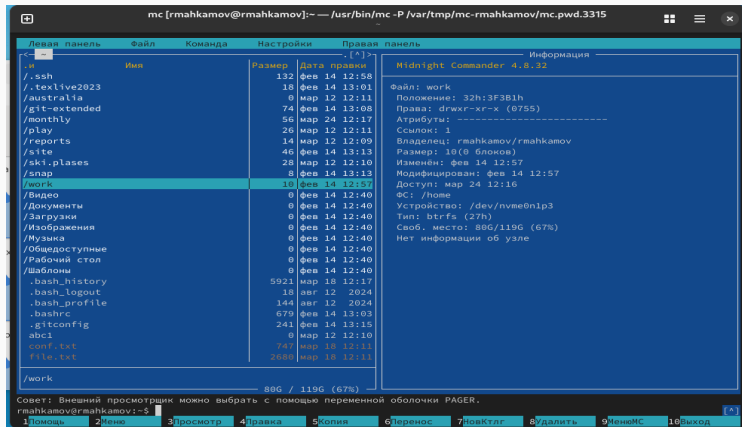 mc [rmahkamov@rmahkamov]:~ — /usr/bin/mc -P /var/tmp/mc-rmahkamov/mc.pwd.3315
Левая панель Файл Команда Настройки Правая панель
<- ~ .[^]>
.и Имя Размер Дата правки
/.ssh 132 фев 14 12:58
/.texlive2023 18 фев 14 13:01
/australia 0 мар 12 12:11
/git-extended 74 фев 14 13:08
/monthly 56 мар 24 12:17
/play 26 мар 12 12:11
/reports 14 мар 12 12:09
/site 46 фев 14 13:13
/ski.plases 28 мар 12 12:10
/snap 8 фев 14 13:13
/work 10 фев 14 12:57
/Видео 0 фев 14 12:40
/Документы 0 фев 14 12:40
/Загрузки 0 фев 14 12:40
/Изображения 0 фев 14 12:40
/Музыка 0 фев 14 12:40
/Общедоступные 0 фев 14 12:40
/Рабочий стол 0 фев 14 12:40
/Шаблоны 0 фев 14 12:40
.bash_history 5921 мар 18 12:17
.bash_logout 18 авг 12 2024
.bash_profile 144 авг 12 2024
.bashrc 679 фев 14 13:03
.gitconfig 241 фев 14 13:15
abc1 0 мар 12 12:10
conf.txt 747 мар 18 12:11
file.txt 2680 мар 18 12:11
/work
80G / 119G (67%)
Информация
Midnight Commander 4.8.32
Файл: work
Положение: 32h:3F3B1h
Права: drwxr-xr-x (0755)
Атрибуты: -------------------------
Ссылок: 1
Владелец: rmahkamov/rmahkamov
Размер: 10(0 блоков)
Изменён: фев 14 12:57
Модифицирован: фев 14 12:57
Доступ: мар 24 12:16
ФС: /home
Устройство: /dev/nvme0n1p3
Тип: btrfs (27h)
Своб. место: 80G/119G (67%)
Нет информации об узле
Совет: Внешний просмотрщик можно выбрать с помощью переменной оболочки PAGER.
rmahkamov@rmahkamov:~$ [^]
1Помощь 2Меню 3Просмотр 4Правка 5Копия 6Перенос 7НовКтлг 8Удалить 9МенюМС 10Выход